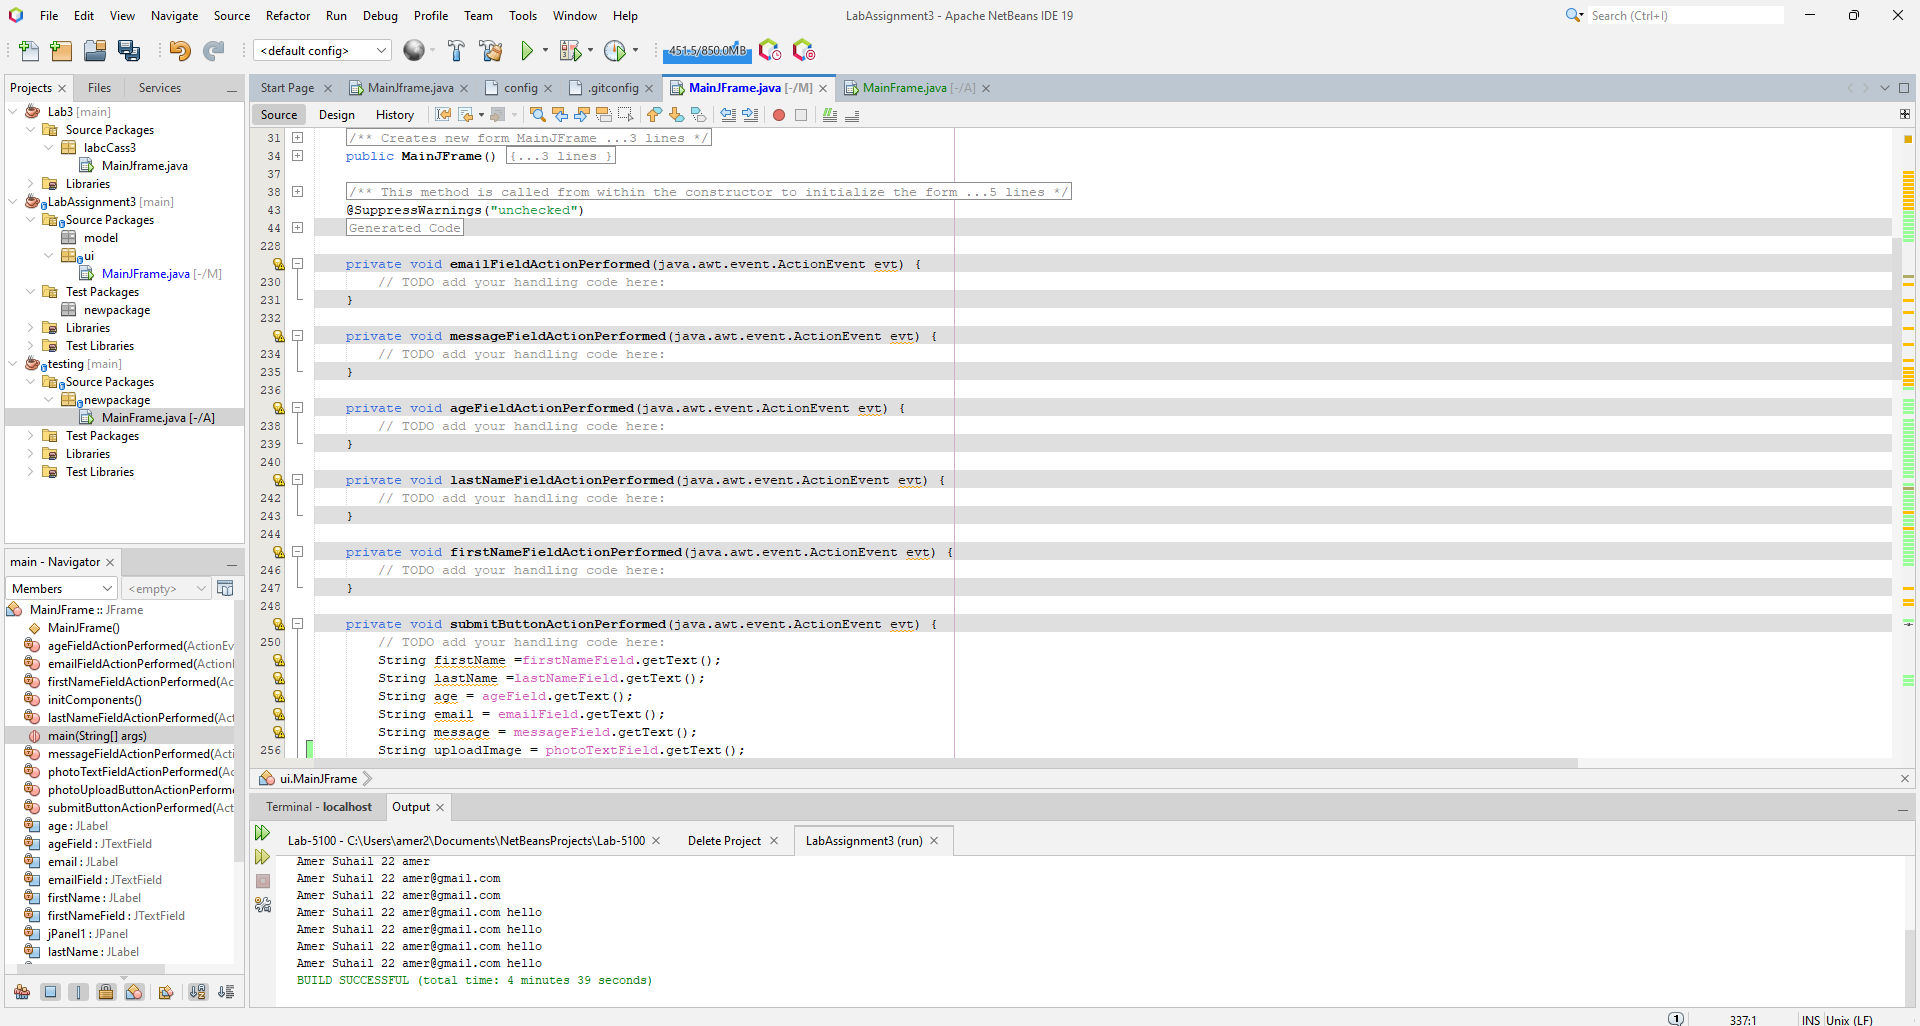 File Edit View Navigate Source Refactor Run Debug Profile Team Tools Window Help
LabAssignment3 - Apache NetBeans IDE 19
Search (Ctrl+I)
<default config>
451.5/850.0MB
Projects Files Services
Lab3 [main]
Source Packages
labcCass3
MainJframe.java
Libraries
LabAssignment3 [main]
Source Packages
model
ui
MainJFrame.java [-/M]
Test Packages
newpackage
Libraries
Test Libraries
testing [main]
Source Packages
newpackage
MainFrame.java [-/A]
Test Packages
Libraries
Test Libraries
main - Navigator
Members <empty>
MainJFrame :: JFrame
MainJFrame()
ageFieldActionPerformed(ActionEv
emailFieldActionPerformed(Action
firstNameFieldActionPerformed(Ac
initComponents()
lastNameFieldActionPerformed(Act
main(String[] args)
messageFieldActionPerformed(Acti
photoTextFieldActionPerformed(Ac
photoUploadButtonActionPerforme
submitButtonActionPerformed(Act
age : JLabel
ageField : JTextField
email : JLabel
emailField : JTextField
firstName : JLabel
firstNameField : JTextField
jPanel1 : JPanel
lastName : JLabel
Start Page MainJframe.java config .gitconfig MainJFrame.java [-/M] MainFrame.java [-/A]
Source Design History
31 /** Creates new form MainJFrame ...3 lines */
34 public MainJFrame() {...3 lines }
37
38 /** This method is called from within the constructor to initialize the form ...5 lines */
43 @SuppressWarnings("unchecked")
44 Generated Code
228
private void emailFieldActionPerformed(java.awt.event.ActionEvent evt) {
230 // TODO add your handling code here:
231 }
232
private void messageFieldActionPerformed(java.awt.event.ActionEvent evt) {
234 // TODO add your handling code here:
235 }
236
private void ageFieldActionPerformed(java.awt.event.ActionEvent evt) {
238 // TODO add your handling code here:
239 }
240
private void lastNameFieldActionPerformed(java.awt.event.ActionEvent evt) {
242 // TODO add your handling code here:
243 }
244
private void firstNameFieldActionPerformed(java.awt.event.ActionEvent evt) {
246 // TODO add your handling code here:
247 }
248
private void submitButtonActionPerformed(java.awt.event.ActionEvent evt) {
250 // TODO add your handling code here:
String firstName =firstNameField.getText();
String lastName =lastNameField.getText();
String age = ageField.getText();
String email = emailField.getText();
String message = messageField.getText();
256 String uploadImage = photoTextField.getText();
ui.MainJFrame
Terminal - localhost Output
Lab-5100 - C:\Users\amer2\Documents\NetBeansProjects\Lab-5100 Delete Project LabAssignment3 (run)
Amer Suhail 22 amer
Amer Suhail 22 amer@gmail.com
Amer Suhail 22 amer@gmail.com
Amer Suhail 22 amer@gmail.com hello
Amer Suhail 22 amer@gmail.com hello
Amer Suhail 22 amer@gmail.com hello
Amer Suhail 22 amer@gmail.com hello
BUILD SUCCESSFUL (total time: 4 minutes 39 seconds)
1 337:1 INS Unix (LF)